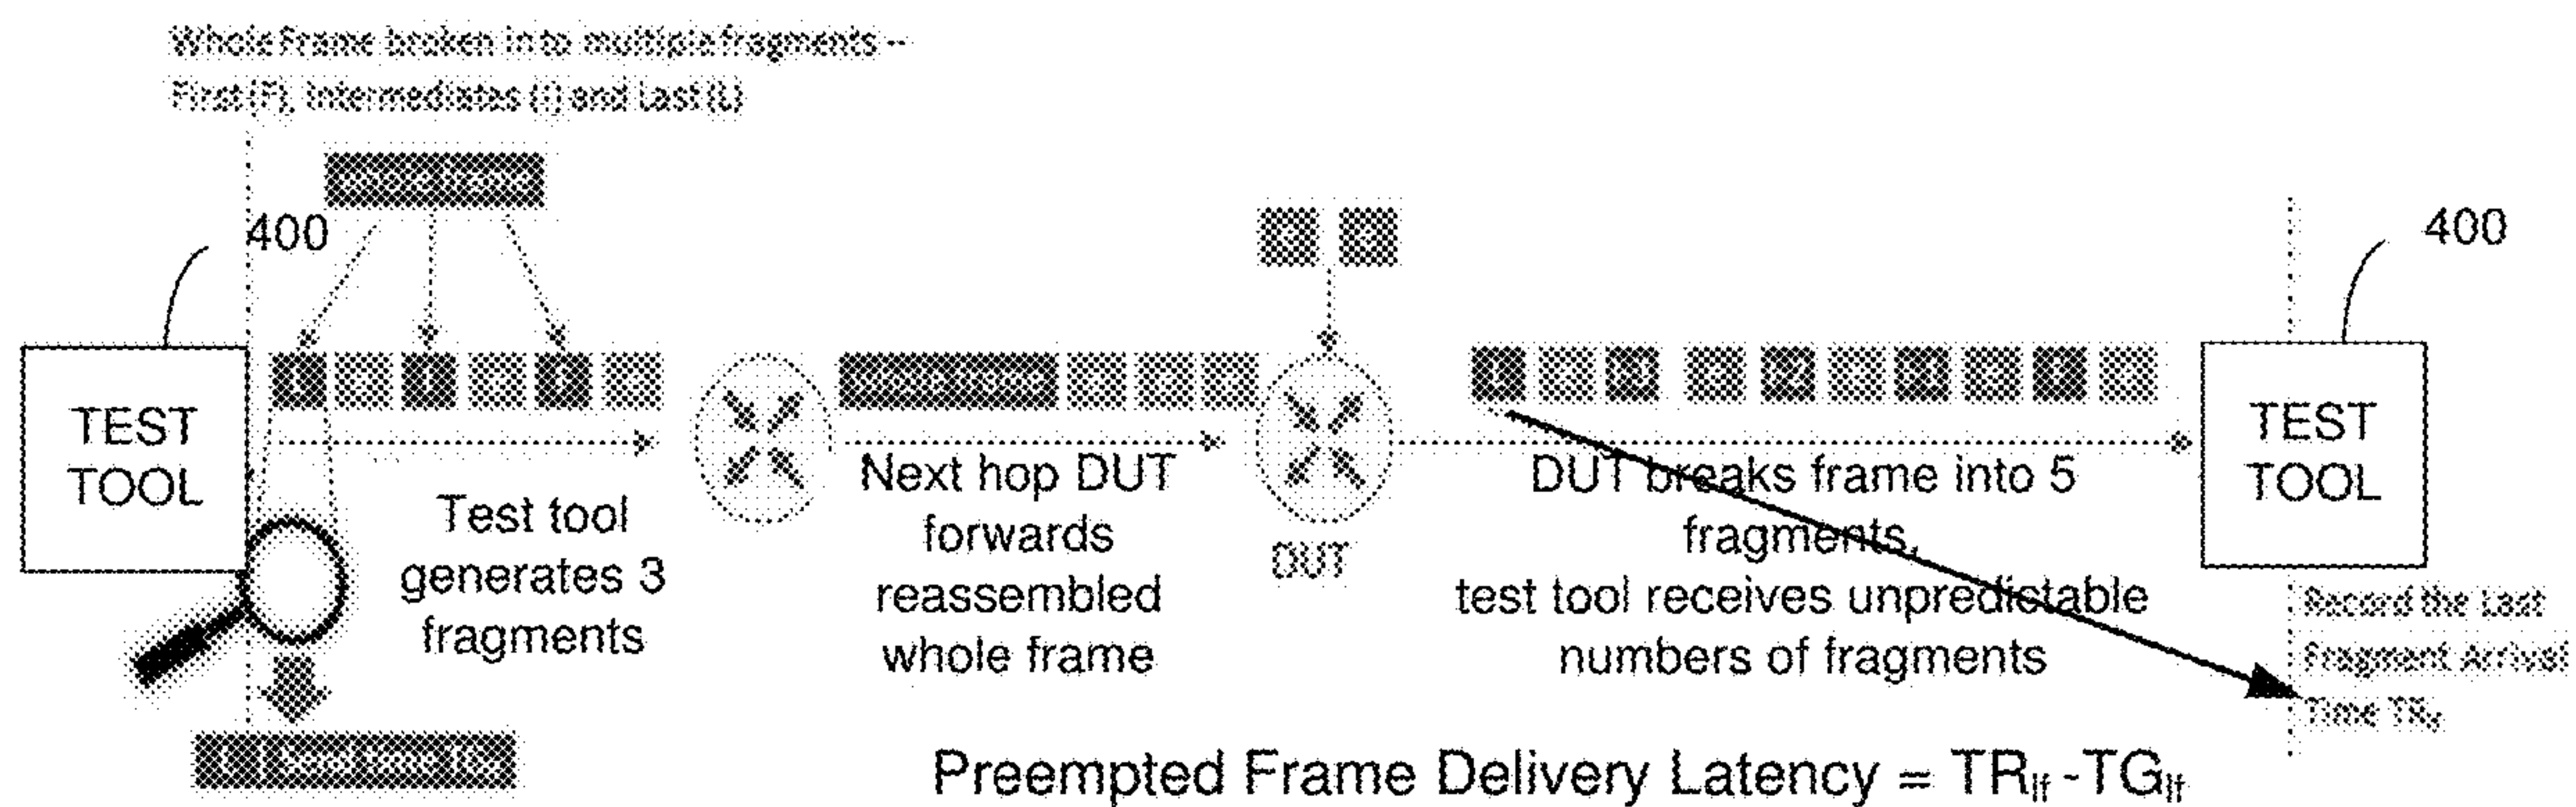 Whole Frame broken in to multiple fragments --
First (F), Intermediates (I) and Last (L)
400
400
TEST
TOOL
TEST
TOOL
Test tool
generates 3
fragments
Next hop DUT
forwards
reassembled
whole frame
DUT
DUT breaks frame into 5
fragments,
test tool receives unpredictable
numbers of fragments
Record the Last
Fragment Arrival
Time TR
Preempted Frame Delivery Latency = TRlf -TGlf